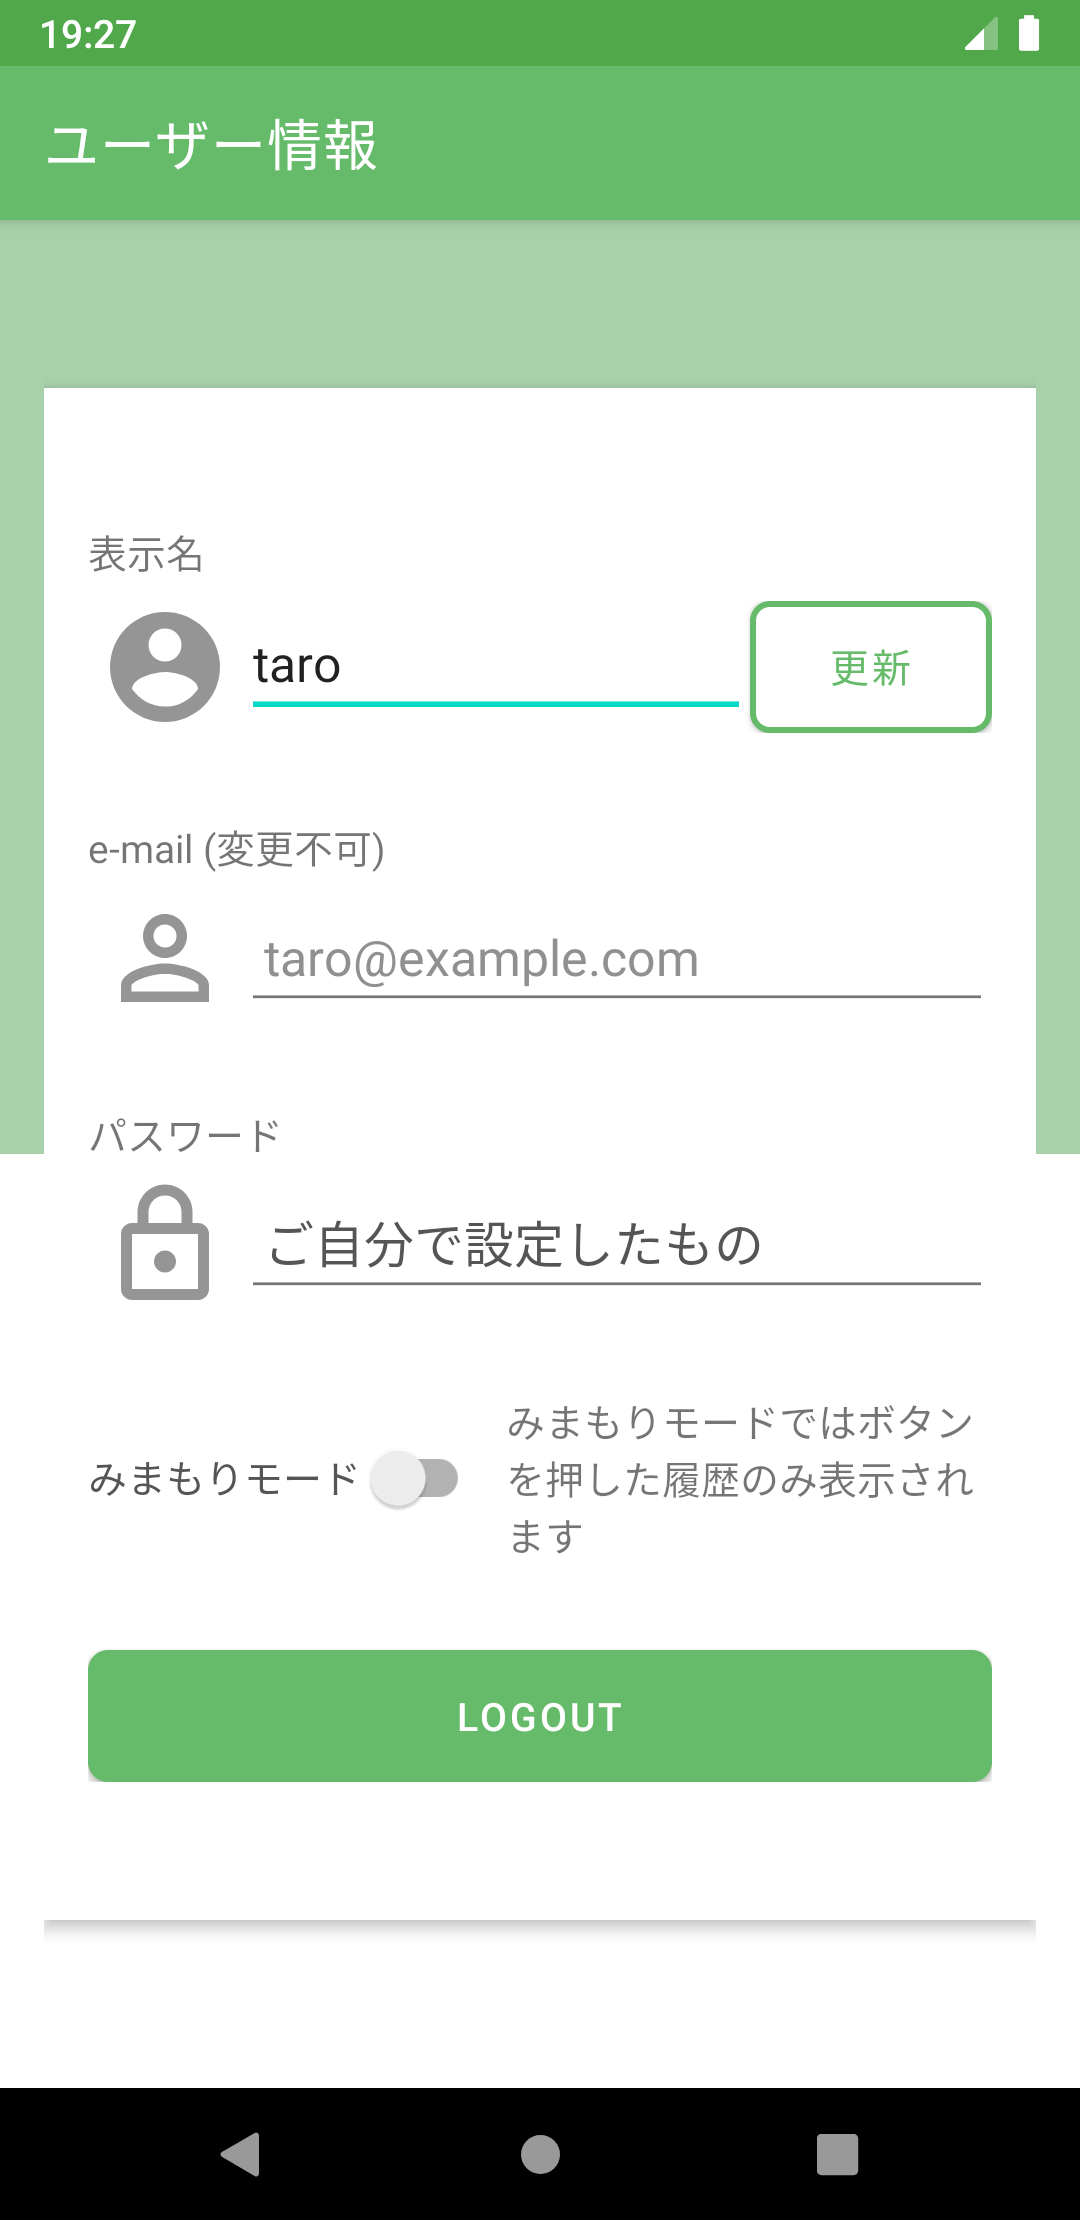 19:27
ユーザー情報
表示名
taro
更新
e-mail (変更不可)
taro@example.com
パスワード
ご自分で設定したもの
みまもりモード
みまもりモードではボタン
を押した履歴のみ表示され
ます
LOGOUT